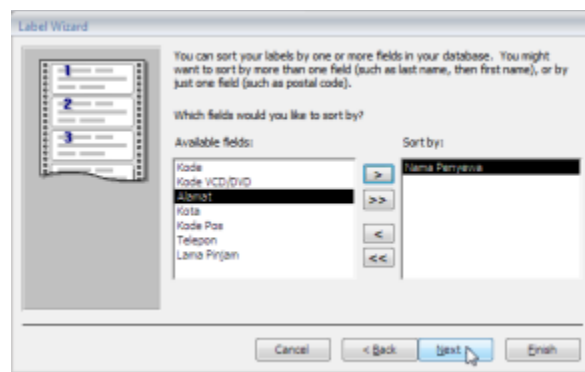 Label Wizard
You can sort your labels by one or more fields in your database. You might
want to sort by more than one field (such as last name, then first name), or by
just one field (such as postal code).
Which fields would you like to sort by?
Available fields:
Sort by:
Kode
Kode VCD/DVD
Alamat
Kota
Kode Pos
Telepon
Lama Pinjam
Nama Penyewa
>
>>
<
<<
1
2
3
Cancel
< Back
Next >
Finish